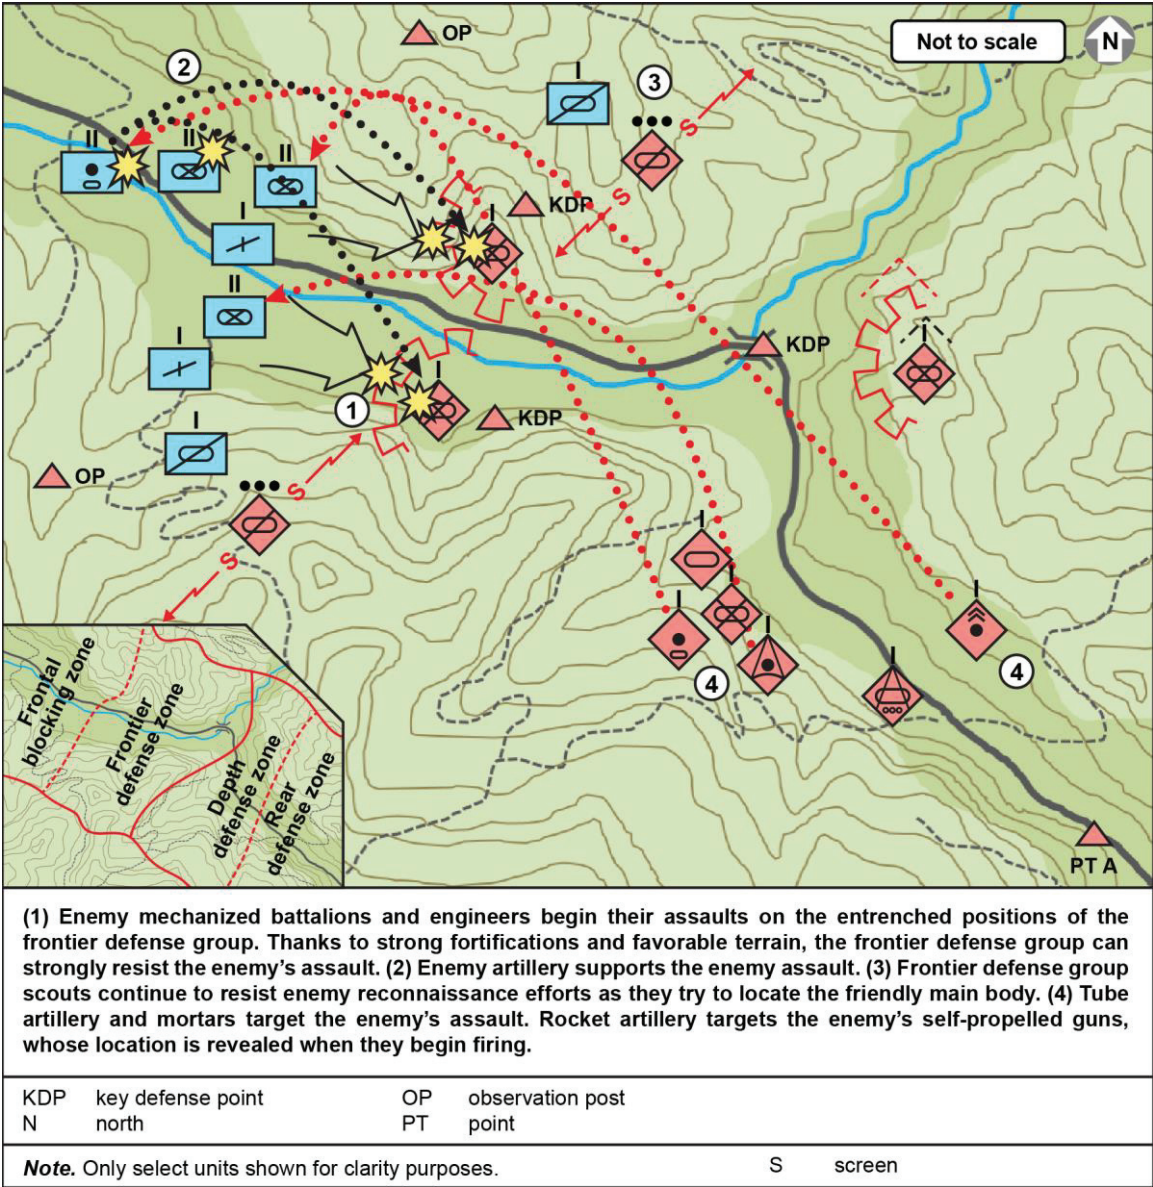 OP
Not to scale
N
2
I
3
•••
S
II
II
II
S
KDP
I
I
II
KDP
I
I
I
1
KDP
I
OP
•••
S
S
I
I
I
I
I
4
4
Frontal
blocking zone
Frontier
defense zone
Depth
defense zone
Rear
defense zone
PT A
(1) Enemy mechanized battalions and engineers begin their assaults on the entrenched positions of the
frontier defense group. Thanks to strong fortifications and favorable terrain, the frontier defense group can
strongly resist the enemy’s assault. (2) Enemy artillery supports the enemy assault. (3) Frontier defense group
scouts continue to resist enemy reconnaissance efforts as they try to locate the friendly main body. (4) Tube
artillery and mortars target the enemy’s assault. Rocket artillery targets the enemy’s self-propelled guns,
whose location is revealed when they begin firing.
KDP key defense point OP observation post
N north PT point
Note. Only select units shown for clarity purposes. S screen